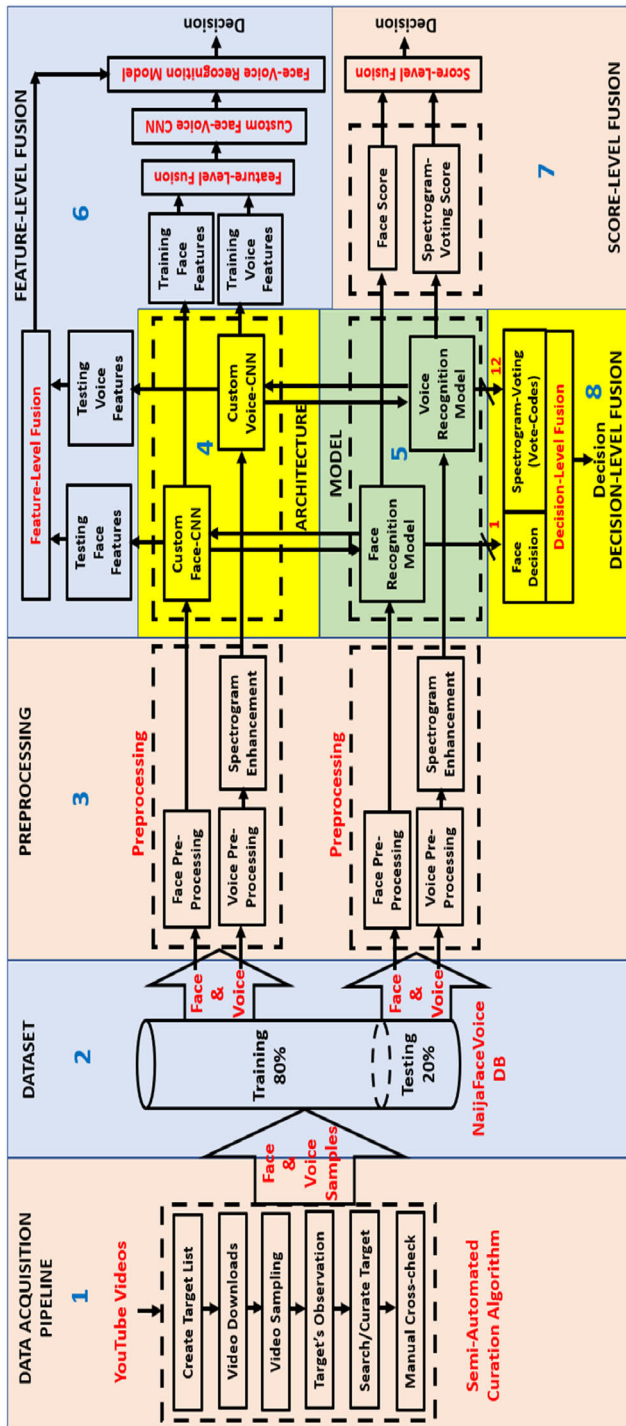 DATA ACQUISITION
PIPELINE
1
YouTube Videos
Create Target List
Video Downloads
Video Sampling
Target's Observation
Search/Curate Target
Manual Cross-check
Semi-Automated
Curation Algorithm
Face
&
Voice
Samples
DATASET
2
Training
80%
Testing
20%
NaijaFaceVoice
DB
Face
&
Voice
Face
&
Voice
PREPROCESSING
3
Preprocessing
Face Pre-
Processing
Voice Pre-
Processing
Spectrogram
Enhancement
Preprocessing
Face Pre-
Processing
Voice Pre-
Processing
Spectrogram
Enhancement
4
Custom
Face-CNN
Custom
Voice-CNN
ARCHITECTURE
MODEL
5
Face
Recognition
Model
Voice
Recognition
Model
1
12
Face
Decision
Spectrogram-Voting
(Vote-Codes)
Decision-Level Fusion
8
Decision
DECISION-LEVEL FUSION
FEATURE-LEVEL FUSION
6
Feature-Level Fusion
Testing
Face
Features
Testing
Voice
Features
Training
Face
Features
Training
Voice
Features
Feature-Level Fusion
Custom Face-Voice CNN
Face-Voice Recognition Model
Decision
Face Score
Spectrogram-
Voting Score
Score-Level
Fusion
Decision
7
SCORE-LEVEL FUSION